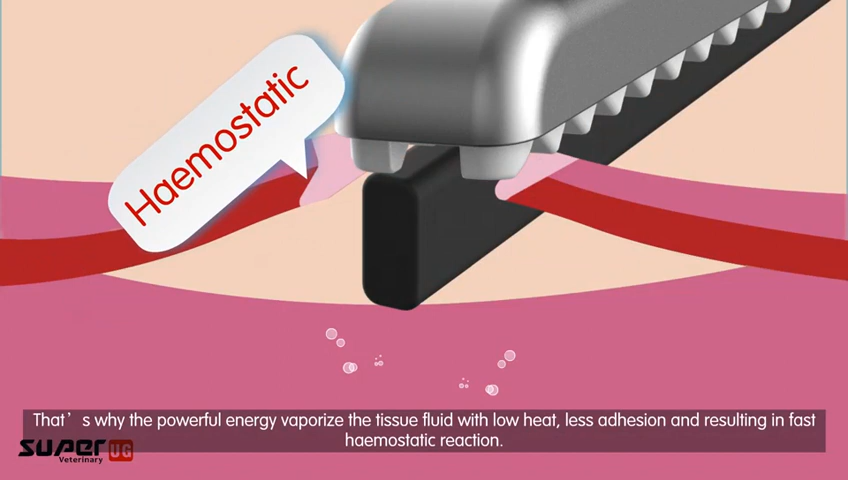 Haemostatic
That's why the powerful energy vaporize the tissue fluid with low heat, less adhesion and resulting in fast
haemostatic reaction.
SUPER UG
Veterinary